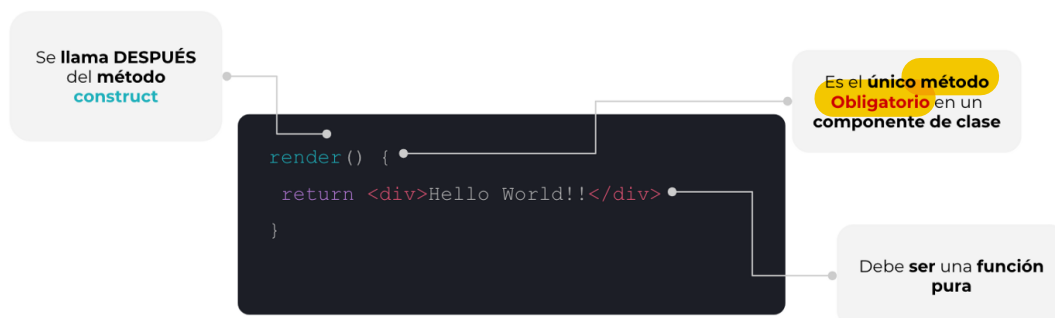 Se llama DESPUÉS
del método
construct
Es el único método
Obligatorio en un
componente de clase
render() {
return <div>Hello World!!</div>
}
Debe ser una función
pura